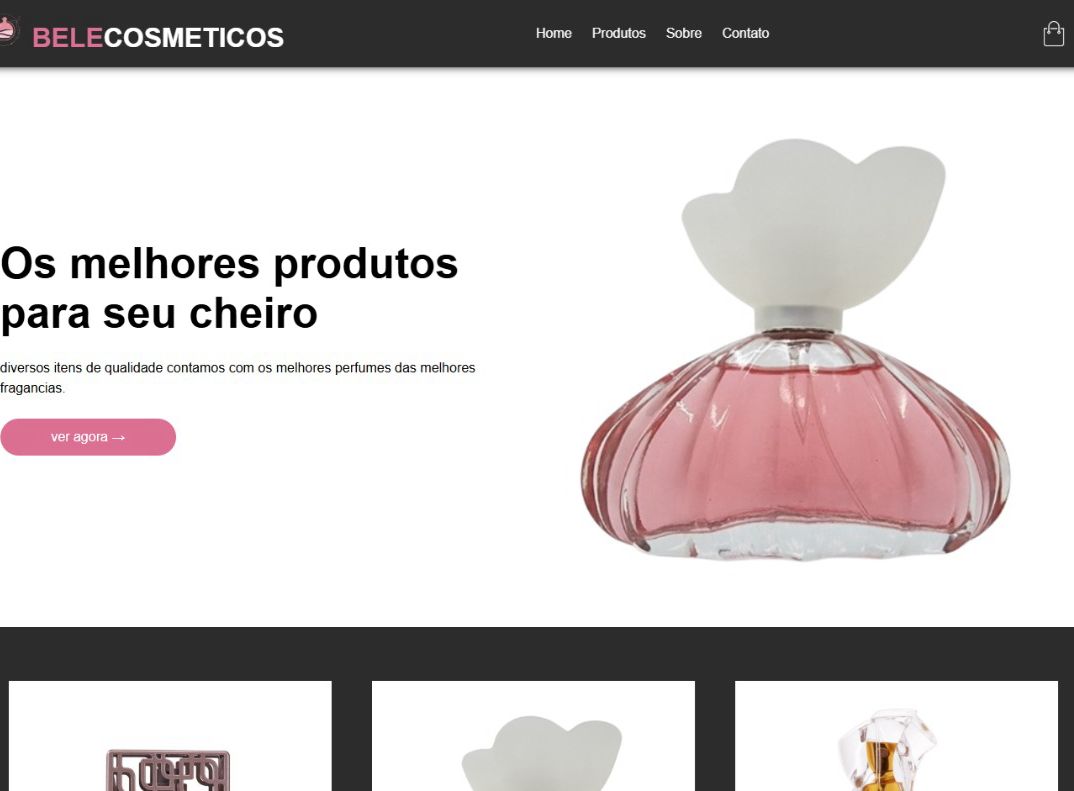 BELECOSMETICOS
Home
Produtos
Sobre
Contato
Os melhores produtos
para seu cheiro
diversos itens de qualidade contamos com os melhores perfumes das melhores
fragancias.
ver agora →